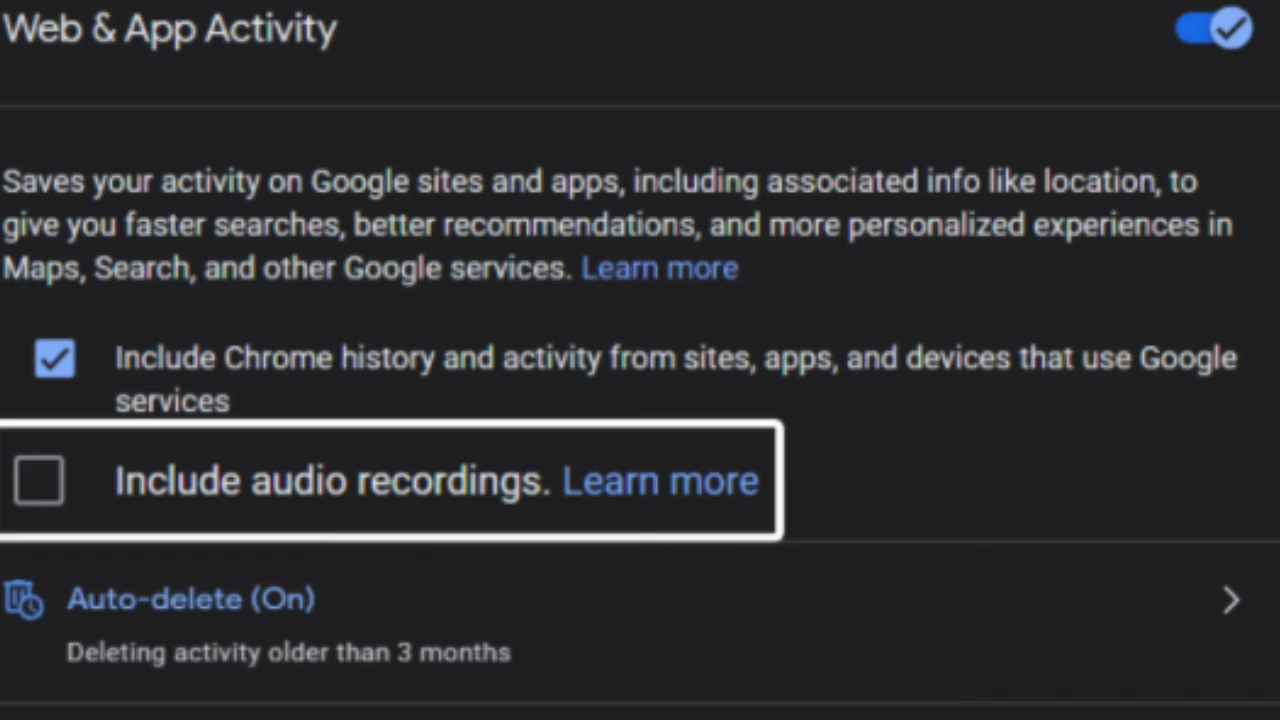 Web & App Activity
Saves your activity on Google sites and apps, including associated info like location, to
give you faster searches, better recommendations, and more personalized experiences in
Maps, Search, and other Google services. Learn more
Include Chrome history and activity from sites, apps, and devices that use Google
services
Include audio recordings. Learn more
Auto-delete (On)
Deleting activity older than 3 months